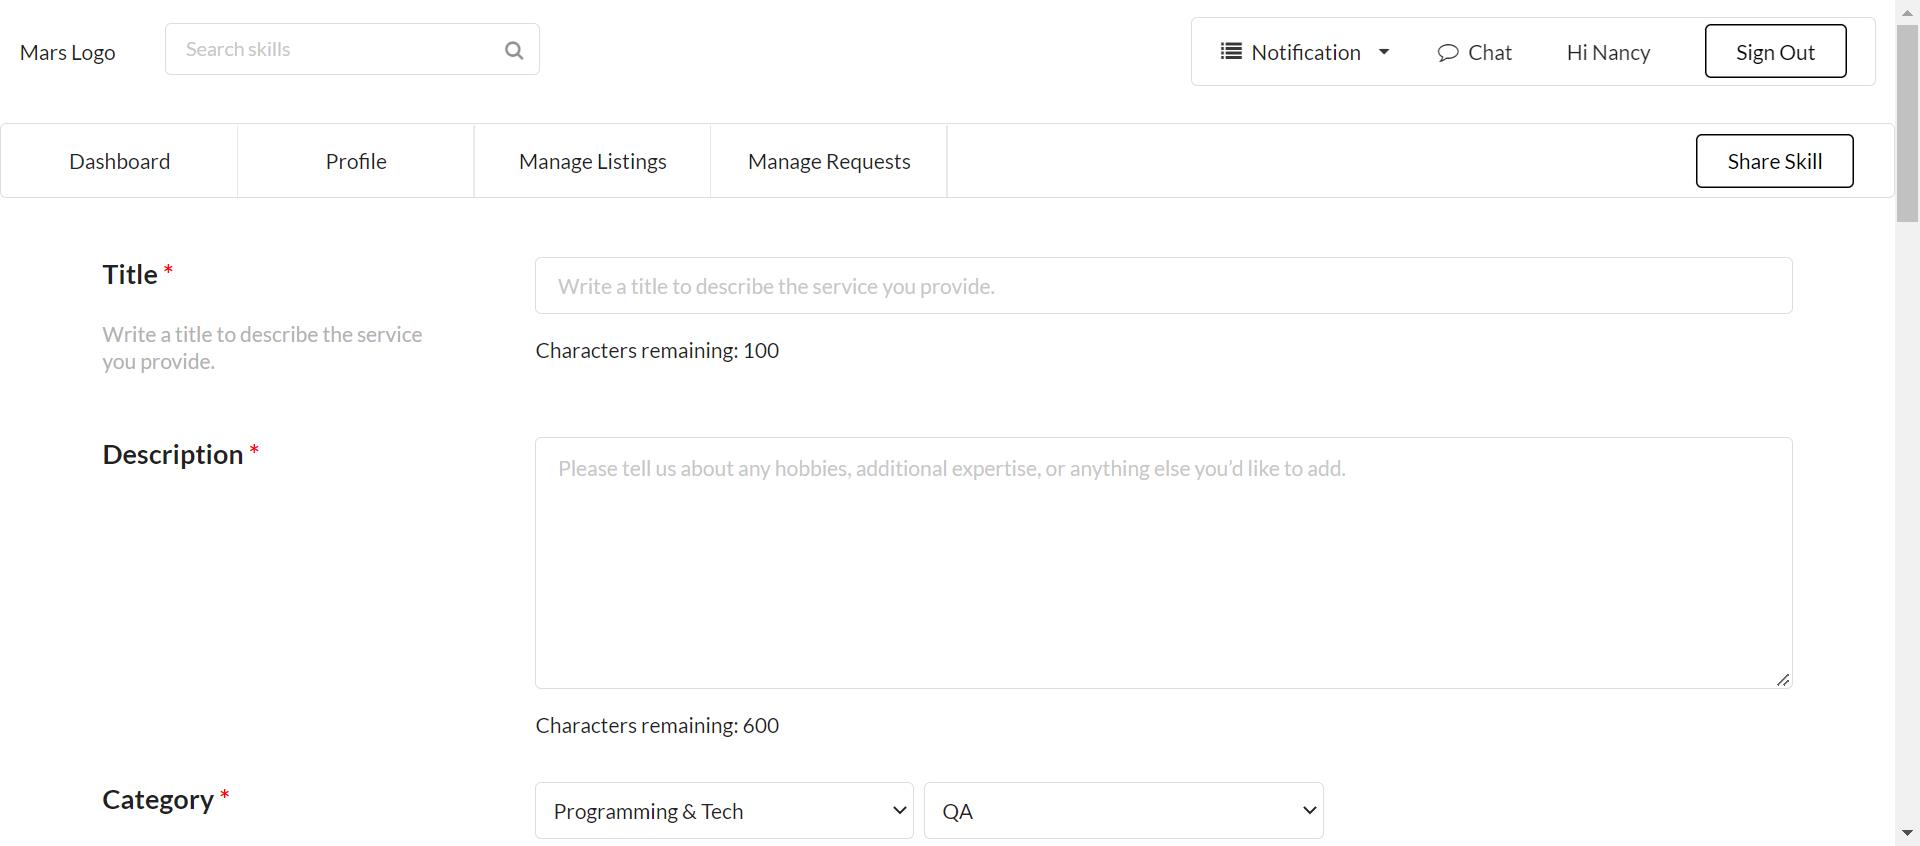 Mars Logo
Search skills
Notification
Chat
Hi Nancy
Sign Out
Dashboard
Profile
Manage Listings
Manage Requests
Share Skill
Title *
Write a title to describe the service
you provide.
Write a title to describe the service you provide.
Characters remaining: 100
Description *
Please tell us about any hobbies, additional expertise, or anything else you’d like to add.
Characters remaining: 600
Category *
Programming & Tech
QA